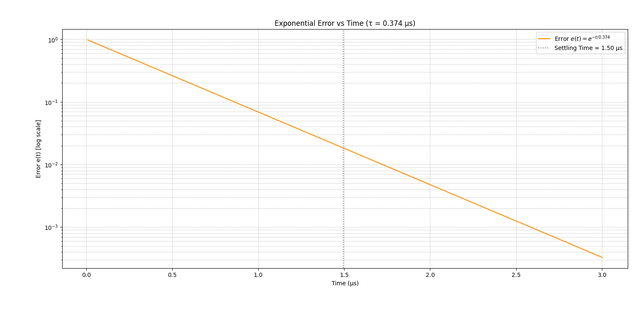 Exponential Error vs Time (τ = 0.374 μs)
Error e(t) = e^{-t/0.374}
Settling Time ≈ 1.50 μs
Error e(t) [log scale]
10⁰
10⁻¹
10⁻²
10⁻³
0.0 0.5 1.0 1.5 2.0 2.5 3.0
Time (μs)